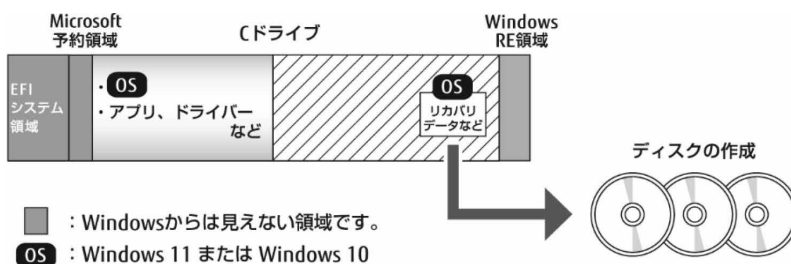 Microsoft
予約領域
Cドライブ
Windows
RE領域
EFI
システム
領域
・OS
・アプリ、ドライバー
など
OS
リカバリ
データなど
ディスクの作成
：Windowsからは見えない領域です。
OS：Windows 11 または Windows 10